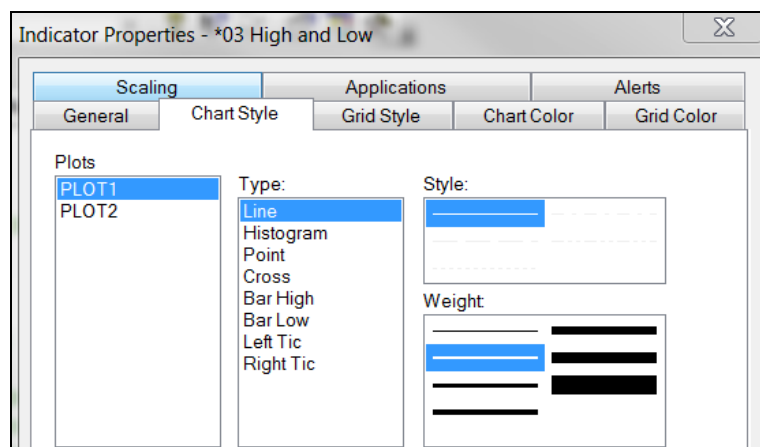 Indicator Properties - *03 High and Low
Scaling Applications Alerts
General Chart Style Grid Style Chart Color Grid Color
Plots
PLOT1
PLOT2
Type:
Line
Histogram
Point
Cross
Bar High
Bar Low
Left Tic
Right Tic
Style:
Weight: